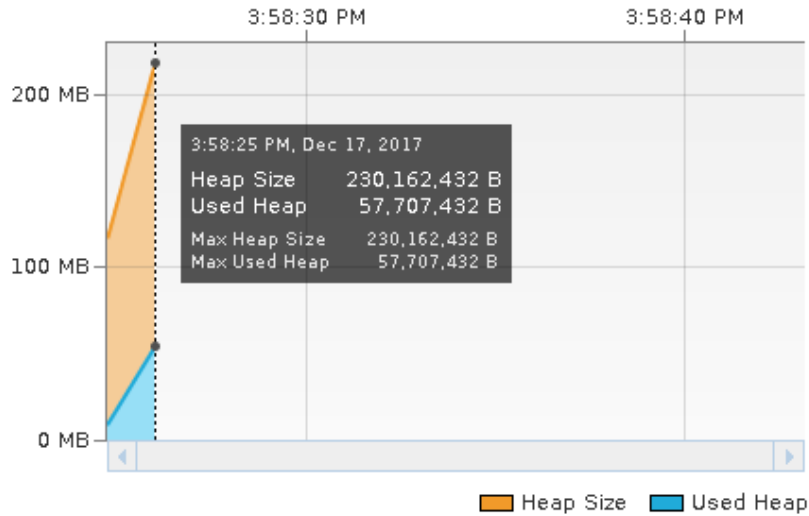 3:58:30 PM 3:58:40 PM
200 MB
3:58:25 PM, Dec 17, 2017
Heap Size 230,162,432 B
Used Heap 57,707,432 B
Max Heap Size 230,162,432 B
Max Used Heap 57,707,432 B
100 MB
0 MB
Heap Size Used Heap